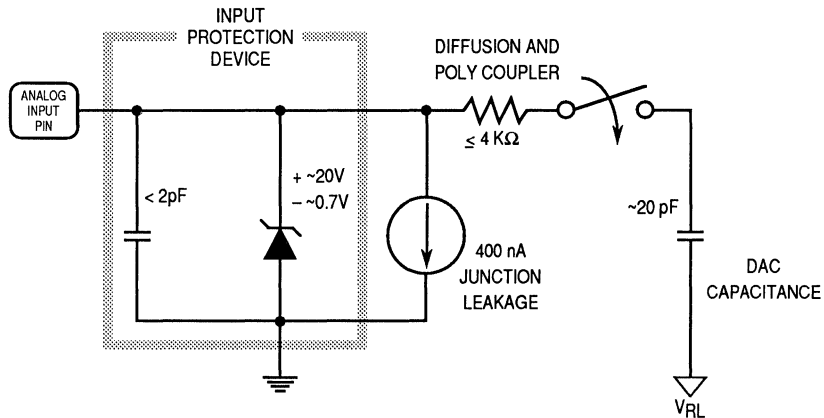 INPUT
PROTECTION
DEVICE
ANALOG
INPUT
PIN
< 2pF
+ ~20V
– ~0.7V
400 nA
JUNCTION
LEAKAGE
DIFFUSION AND
POLY COUPLER
≤ 4 KΩ
~20 pF
DAC
CAPACITANCE
VRL